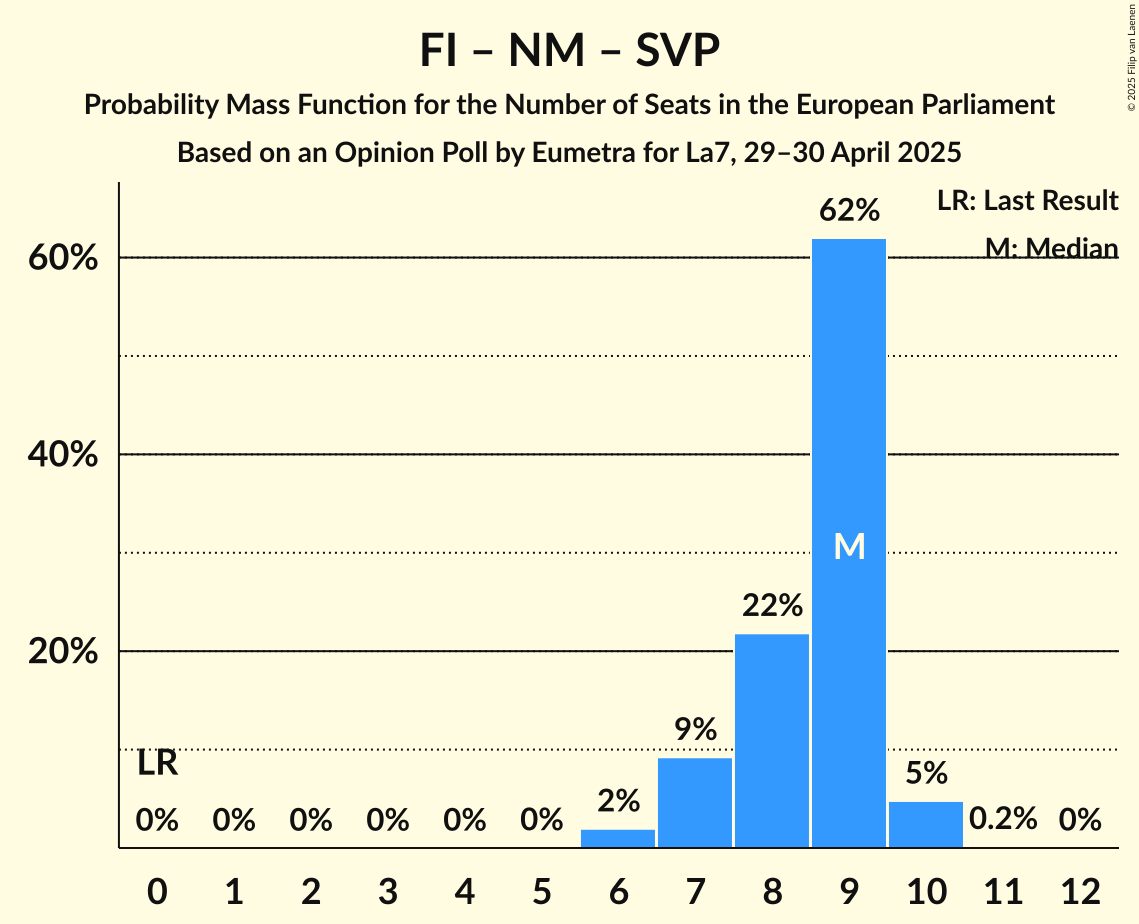 FI – NM – SVP
Probability Mass Function for the Number of Seats in the European Parliament
Based on an Opinion Poll by Eumetra for La7, 29–30 April 2025
© 2025 Filip van Laenen
LR: Last Result
M: Median
60%
40%
20%
62%
M
22%
9%
LR
5%
2%
0% 0% 0% 0% 0% 0% 0.2% 0%
0 1 2 3 4 5 6 7 8 9 10 11 12